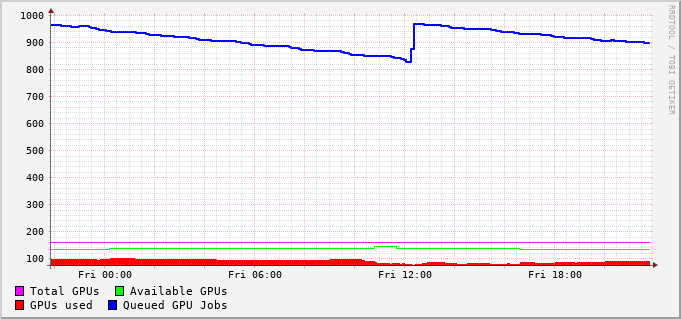 1000
900
800
700
600
500
400
300
200
100
Fri 00:00 Fri 06:00 Fri 12:00 Fri 18:00
Total GPUs Available GPUs
GPUs used Queued GPU Jobs
RRDTOOL / TOBI OETIKER